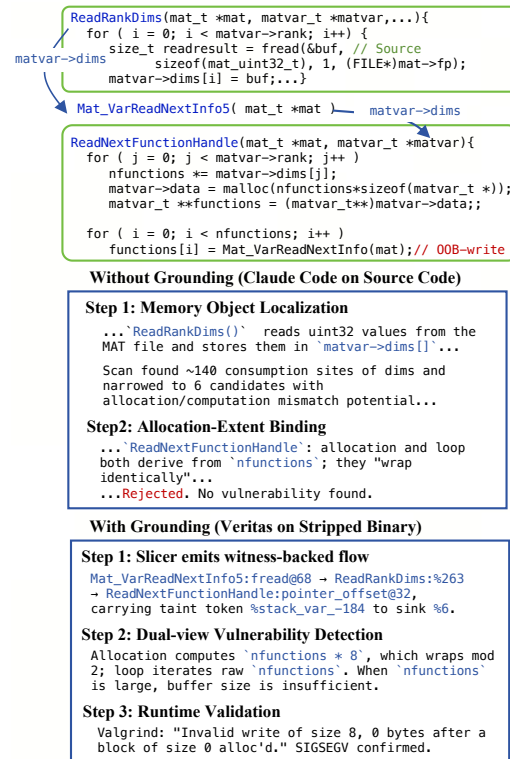 ReadRankDims(mat_t *mat, matvar_t *matvar,...){
for ( i = 0; i < matvar->rank; i++) {
size_t readresult = fread(&buf, // Source
matvar->dims
sizeof(mat_uint32_t), 1, (FILE*)mat->fp);
matvar->dims[i] = buf;...}
Mat_VarReadNextInfo5( mat_t *mat )
matvar->dims
ReadNextFunctionHandle(mat_t *mat, matvar_t *matvar){
for ( j = 0; j < matvar->rank; j++ )
nfunctions *= matvar->dims[j];
matvar->data = malloc(nfunctions*sizeof(matvar_t *));
matvar_t **functions = (matvar_t**)matvar->data;;
for ( i = 0; i < nfunctions; i++ )
functions[i] = Mat_VarReadNextInfo(mat);// OOB-write
Without Grounding (Claude Code on Source Code)
Step 1: Memory Object Localization
...`ReadRankDims()` reads uint32 values from the
MAT file and stores them in `matvar->dims[]`...
Scan found ~140 consumption sites of dims and
narrowed to 6 candidates with
allocation/computation mismatch potential...
Step2: Allocation-Extent Binding
...`ReadNextFunctionHandle`: allocation and loop
both derive from `nfunctions`; they "wrap
identically"...
...Rejected. No vulnerability found.
With Grounding (Veritas on Stripped Binary)
Step 1: Slicer emits witness-backed flow
Mat_VarReadNextInfo5:fread@68 → ReadRankDims:%263
→ ReadNextFunctionHandle:pointer_offset@32,
carrying taint token %stack_var_-184 to sink %6.
Step 2: Dual-view Vulnerability Detection
Allocation computes `nfunctions * 8`, which wraps mod
2; loop iterates raw `nfunctions`. When `nfunctions`
is large, buffer size is insufficient.
Step 3: Runtime Validation
Valgrind: "Invalid write of size 8, 0 bytes after a
block of size 0 alloc'd." SIGSEGV confirmed.